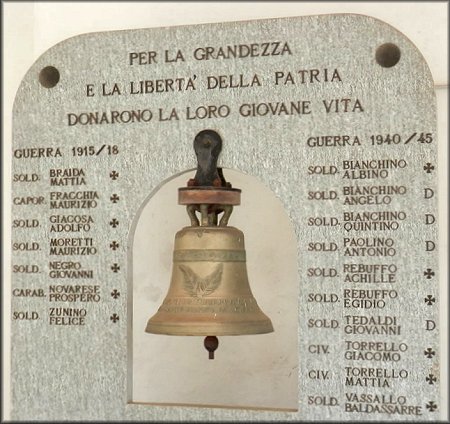 PER LA GRANDEZZA
E LA LIBERTA' DELLA PATRIA
DONARONO LA LORO GIOVANE VITA
GUERRA 1915/18
SOLD. BRAIDA
MATTIA ✠
CAPOR. FRACCHIA
MAURIZIO ✠
SOLD. GIACOSA
ADOLFO ✠
SOLD. MORETTI
MAURIZIO ✠
SOLD. NEGRO
GIOVANNI ✠
CARAB. NOVARESE
PROSPERO ✠
SOLD. ZUNINO
FELICE ✠
GUERRA 1940/45
SOLD. BIANCHINO
ALBINO ✠
SOLD. BIANCHINO
ANGELO D
SOLD. BIANCHINO
QUINTINO D
SOLD. PAOLINO
ANTONIO D
SOLD. REBUFFO
ACHILLE ✠
SOLD. REBUFFO
EGIDIO ✠
SOLD. TEDALDI
GIOVANNI D
CIV. TORRELLO
GIACOMO ✠
CIV. TORRELLO
MATTIA ✠
SOLD. VASSALLO
BALDASSARRE ✠